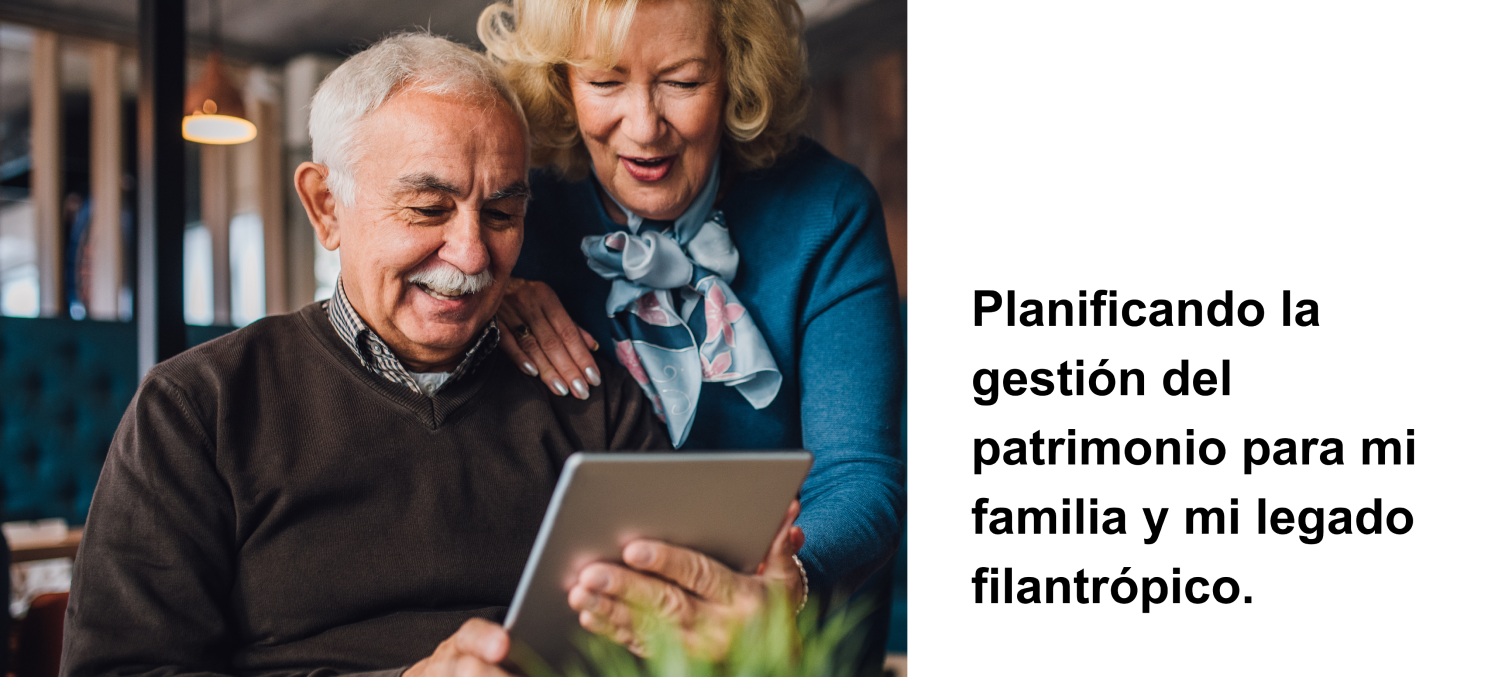 Planificando la
gestión del
patrimonio para mi
familia y mi legado
filantrópico.